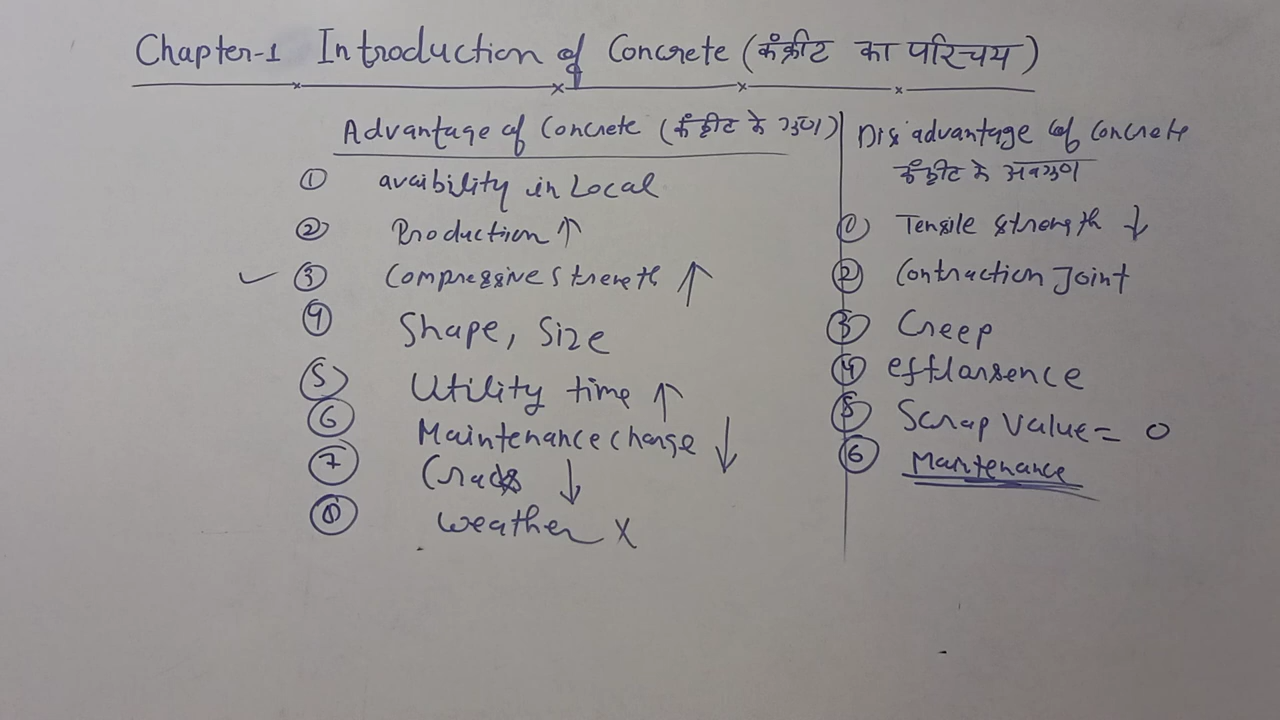 Chapter-1 Introduction of Concrete (कंक्रीट का परिचय)
Advantage of Concrete (कंक्रीट के गुण)
① avaibility in Local
② Production ↑
✓ ③ Compressive Strength ↑
④ Shape, Size
⑤ Utility time ↑
⑥ Maintenance charge ↓
⑦ Cracks ↓
⑧ weather X
Disadvantage of Concrete
कंक्रीट के अवगुण
① Tensile strength ↓
② Contraction Joint
③ Creep
④ efflarsence
⑤ Scrap value = 0
⑥ Maintenance